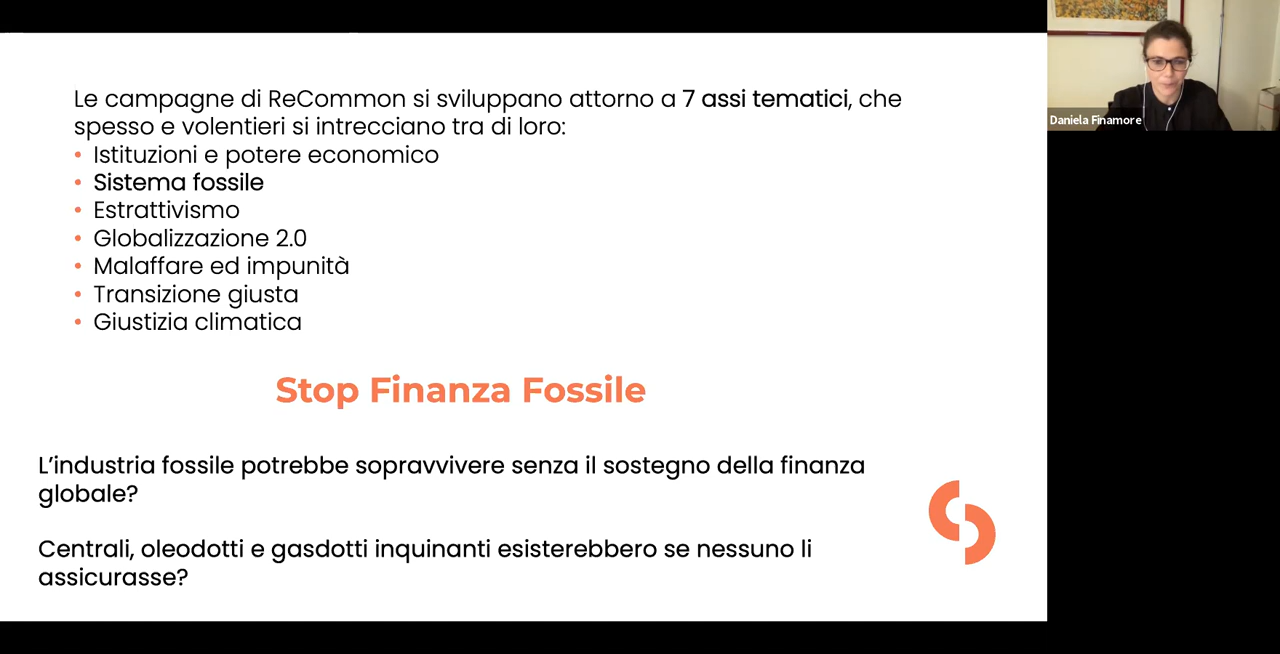 Le campagne di ReCommon si sviluppano attorno a 7 assi tematici, che
spesso e volentieri si intrecciano tra di loro:
• Istituzioni e potere economico
• Sistema fossile
• Estrattivismo
• Globalizzazione 2.0
• Malaffare ed impunità
• Transizione giusta
• Giustizia climatica
Stop Finanza Fossile
L’industria fossile potrebbe sopravvivere senza il sostegno della finanza
globale?
Centrali, oleodotti e gasdotti inquinanti esisterebbero se nessuno li
assicurasse?
Daniela Finamore